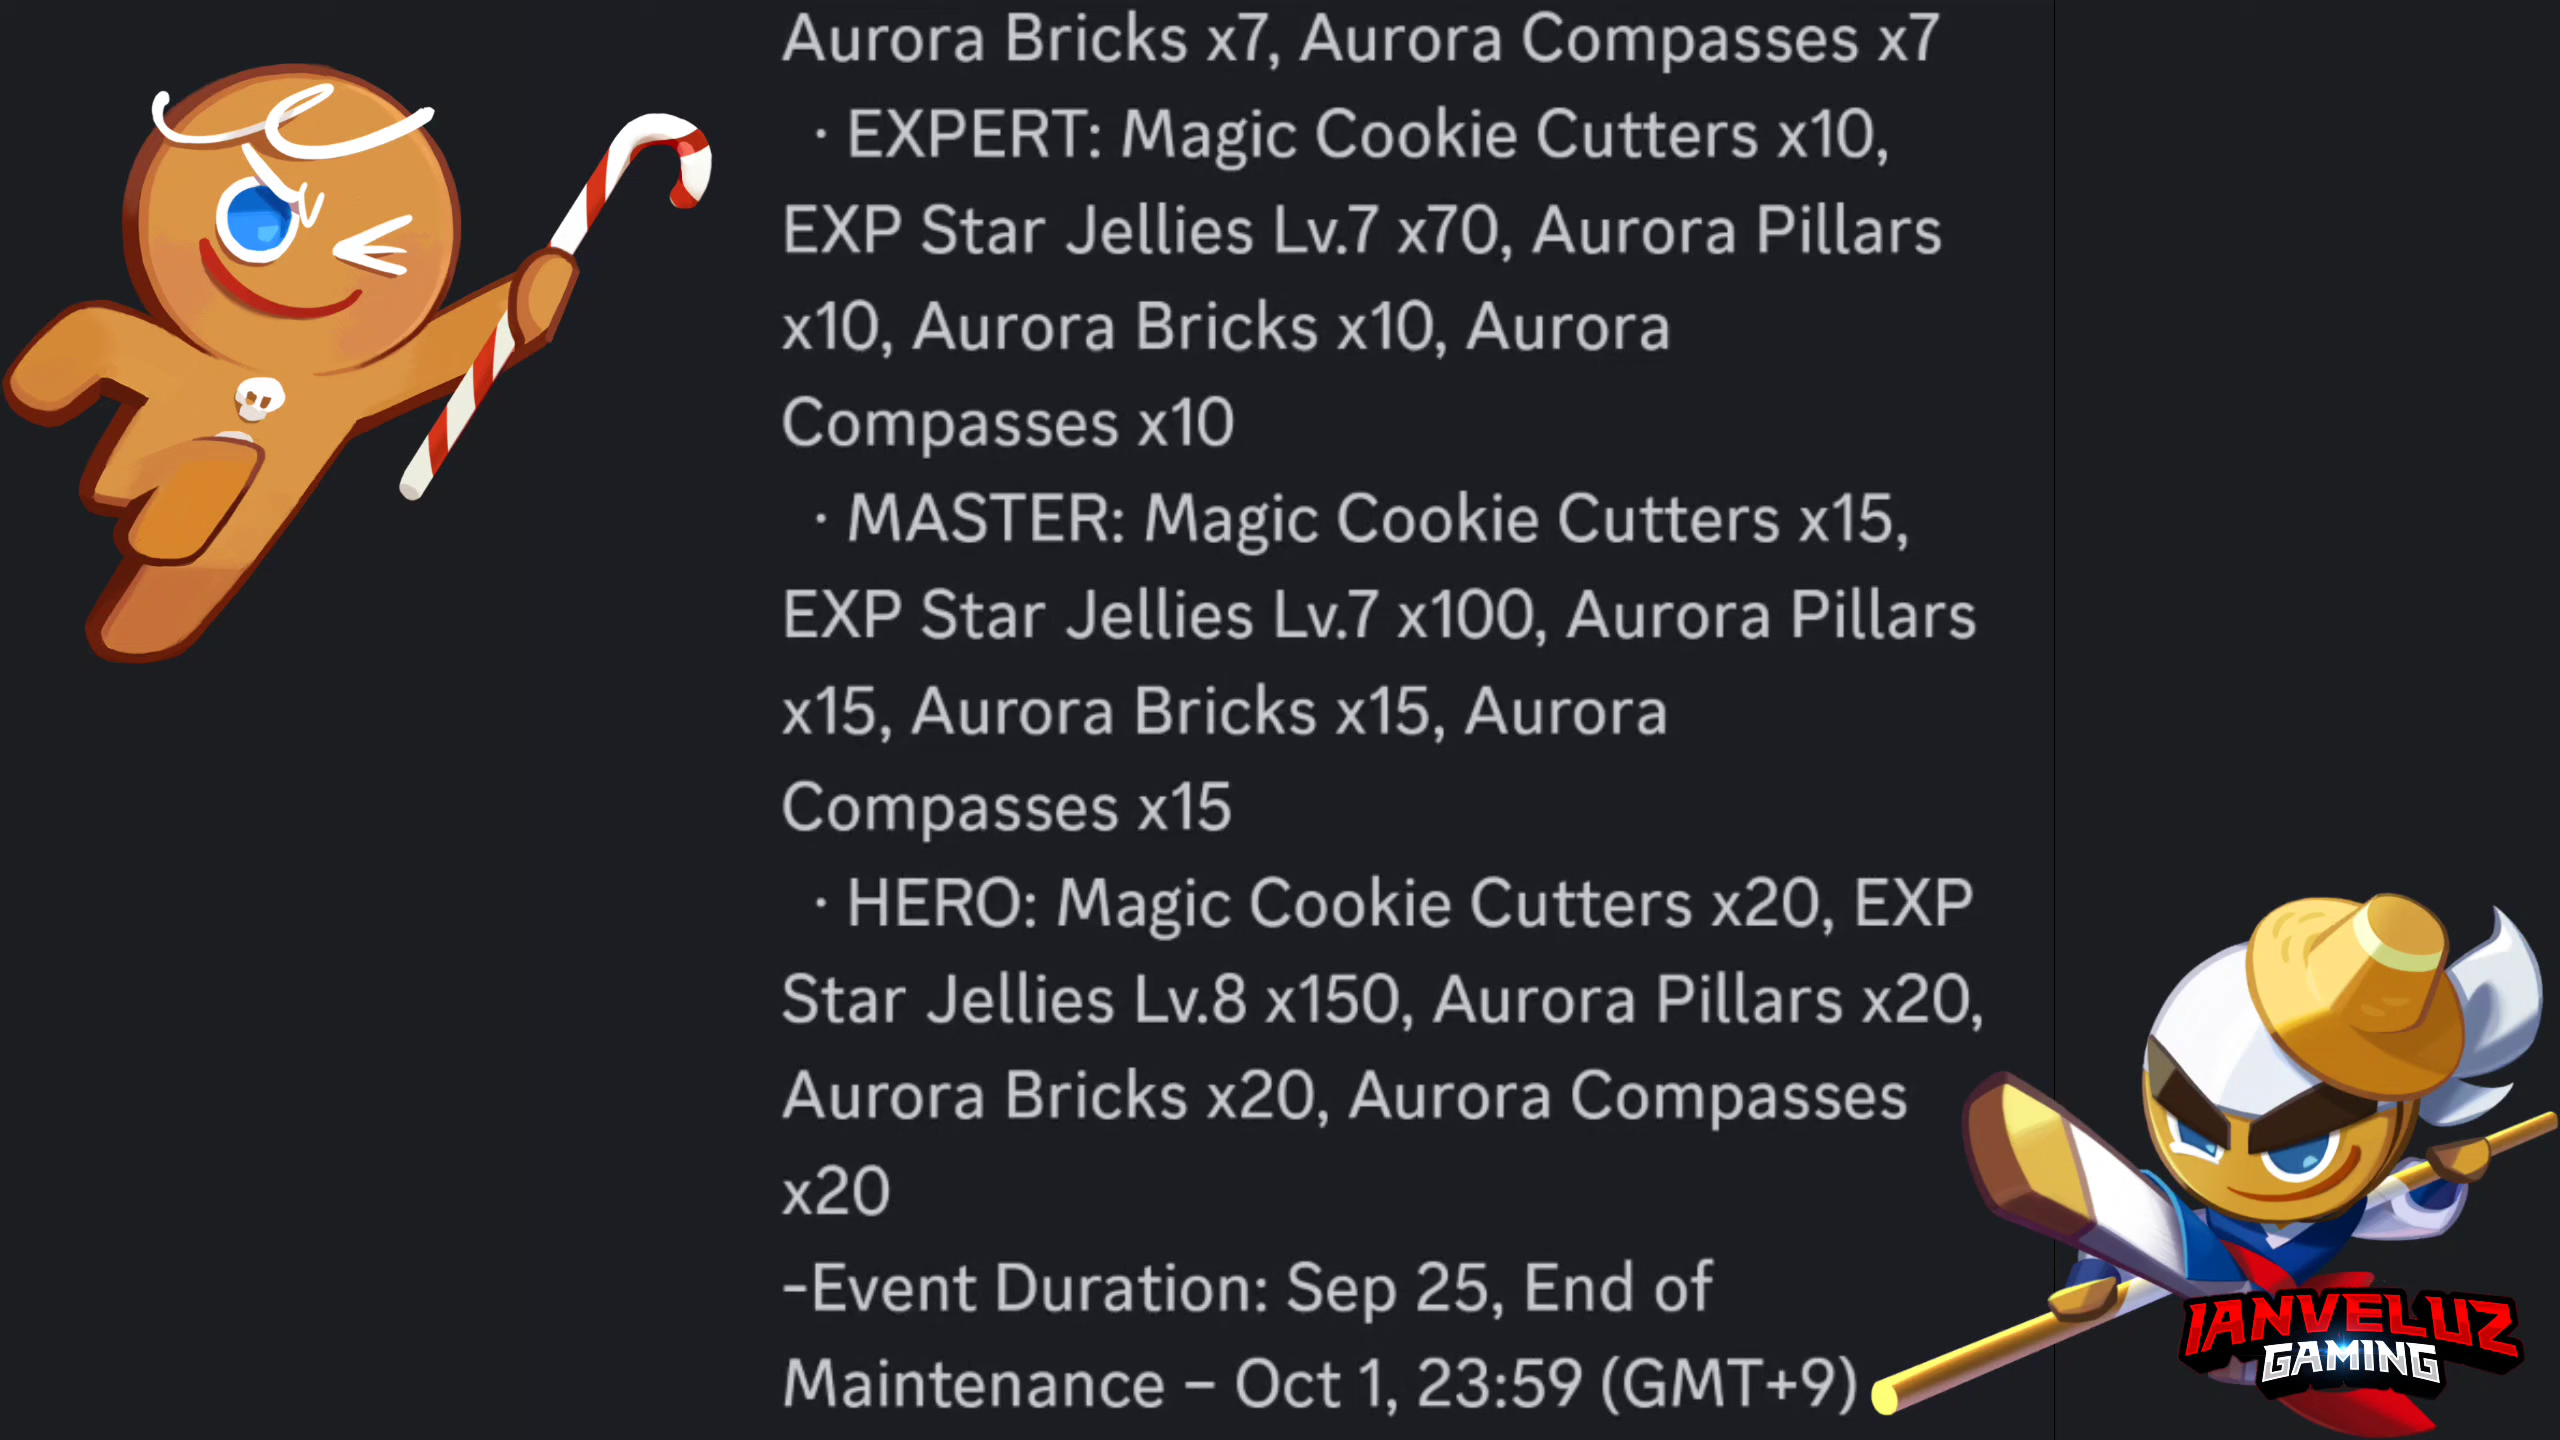 Aurora Bricks x7, Aurora Compasses x7
· EXPERT: Magic Cookie Cutters x10,
EXP Star Jellies Lv.7 x70, Aurora Pillars
x10, Aurora Bricks x10, Aurora
Compasses x10
· MASTER: Magic Cookie Cutters x15,
EXP Star Jellies Lv.7 x100, Aurora Pillars
x15, Aurora Bricks x15, Aurora
Compasses x15
· HERO: Magic Cookie Cutters x20, EXP
Star Jellies Lv.8 x150, Aurora Pillars x20,
Aurora Bricks x20, Aurora Compasses
x20
-Event Duration: Sep 25, End of
Maintenance – Oct 1, 23:59 (GMT+9)
IANVELUZ
GAMING